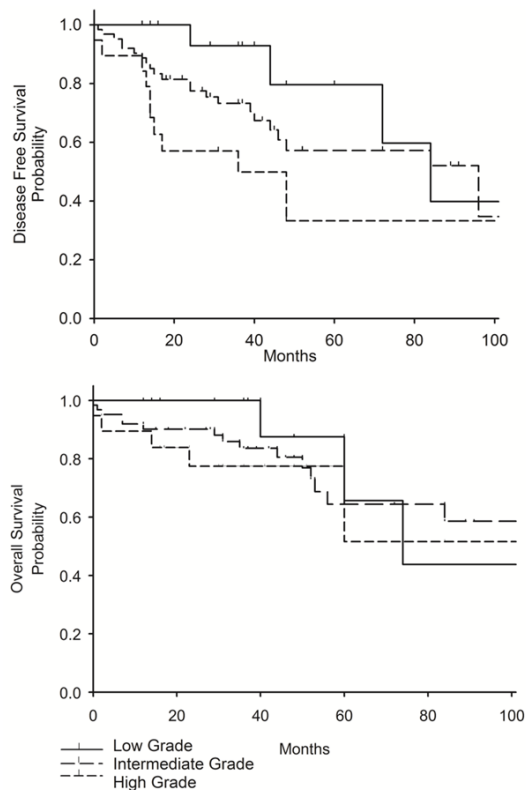 1.0
0.8
0.6
0.4
0.2
0.0
Disease Free Survival
Probability
0 20 40 60 80 100
Months
1.0
0.8
0.6
0.4
0.2
0.0
Overall Survival
Probability
0 20 40 60 80 100
Months
Low Grade
Intermediate Grade
High Grade